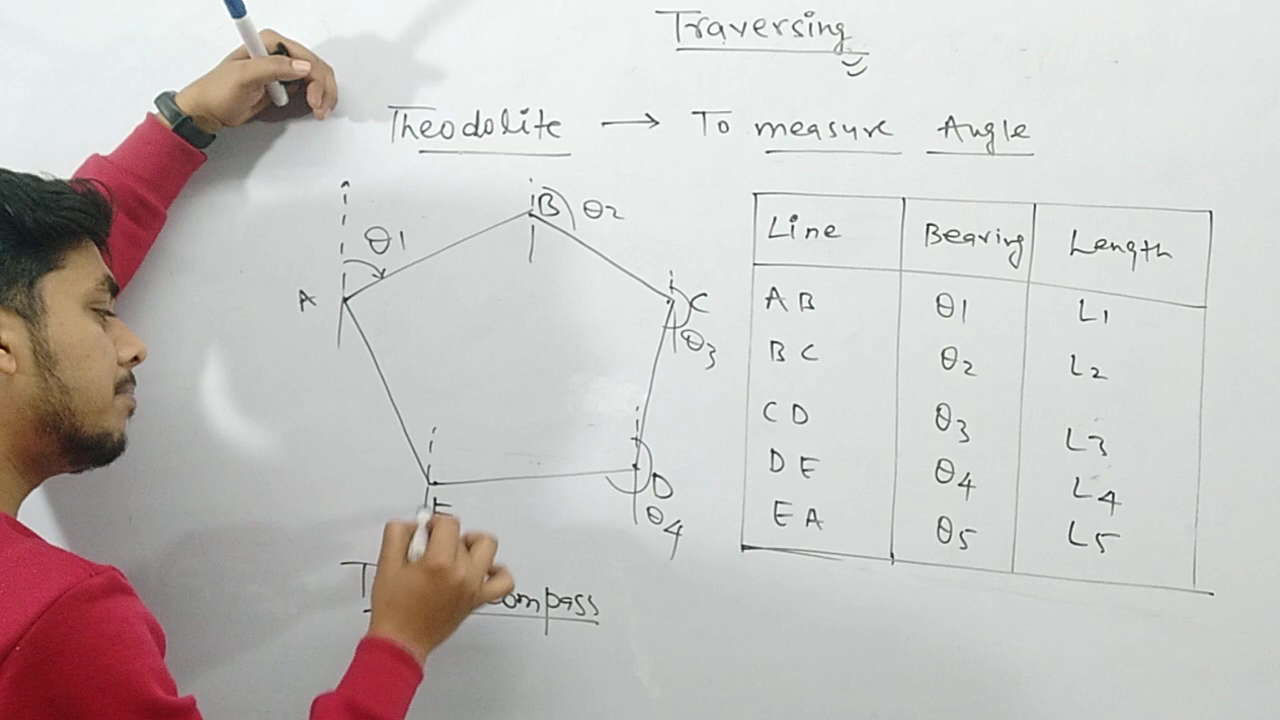 Traversing
Theodolite → To measure Angle
B θ2
θ1
A
C
θ3
D
θ4
E
Compass
Line Bearing Length
AB θ1 L1
BC θ2 L2
CD θ3 L3
DE θ4 L4
EA θ5 L5